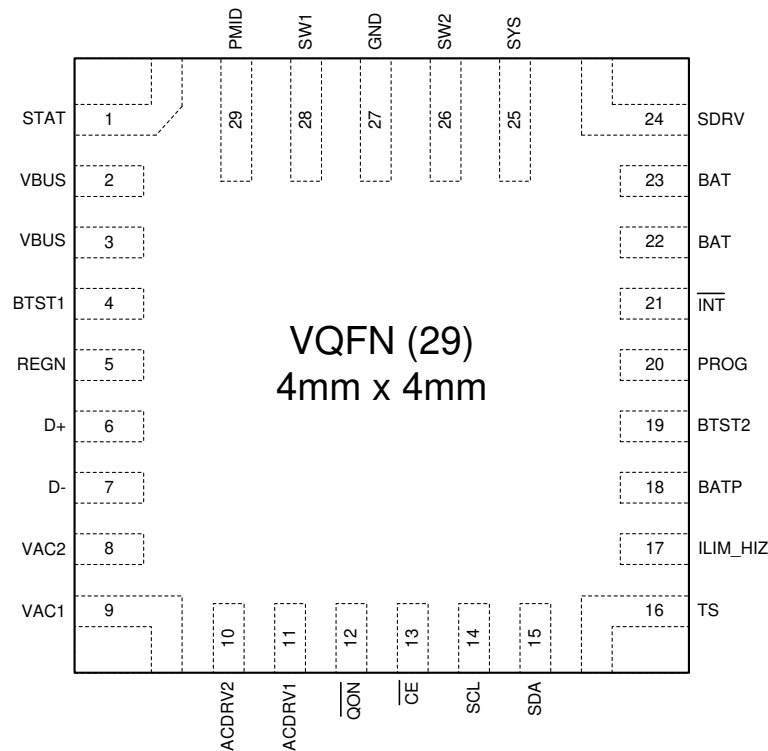 PMID
SW1
GND
SW2
SYS
29
28
27
26
25
STAT 1
24 SDRV
VBUS 2
23 BAT
VBUS 3
22 BAT
BTST1 4
21 I̅N̅T̅
REGN 5
20 PROG
D+ 6
19 BTST2
D- 7
18 BATP
VAC2 8
17 ILIM_HIZ
VAC1 9
16 TS
VQFN (29)
4mm x 4mm
10
11
12
13
14
15
ACDRV2
ACDRV1
Q̅O̅N̅
C̅E̅
SCL
SDA